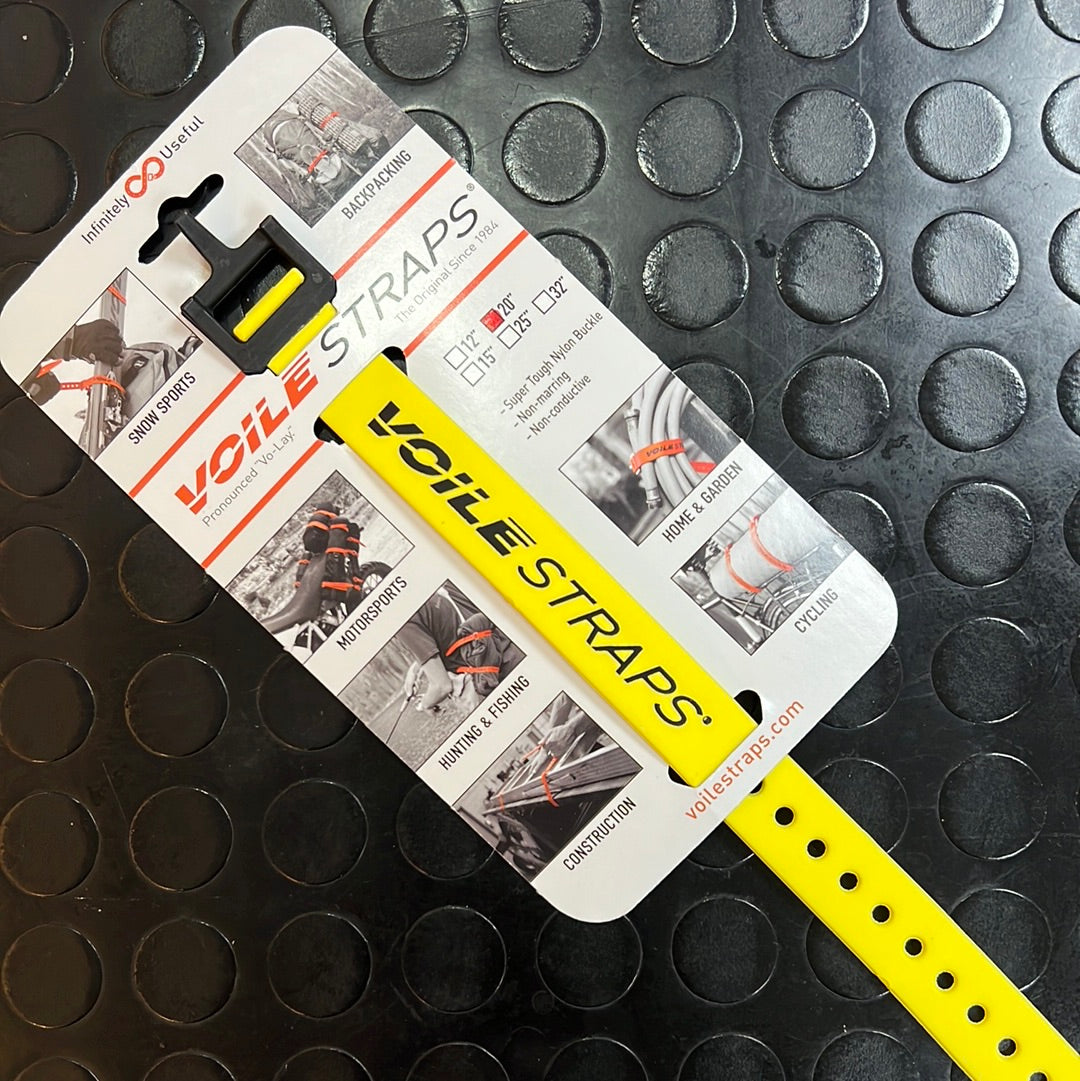 Infinitely Useful
BACKPACKING
SNOW SPORTS
VOILE STRAPS®
Pronounced "Vo-Lay."
The Original Since 1984
12" 20" 32"
15" 25"
- Super Tough Nylon Buckle
- Non-marring
- Non-conductive
VOILE STRAPS®
MOTORSPORTS
HOME & GARDEN
VOILE ST
HUNTING & FISHING
CYCLING
CONSTRUCTION
voilestraps.com